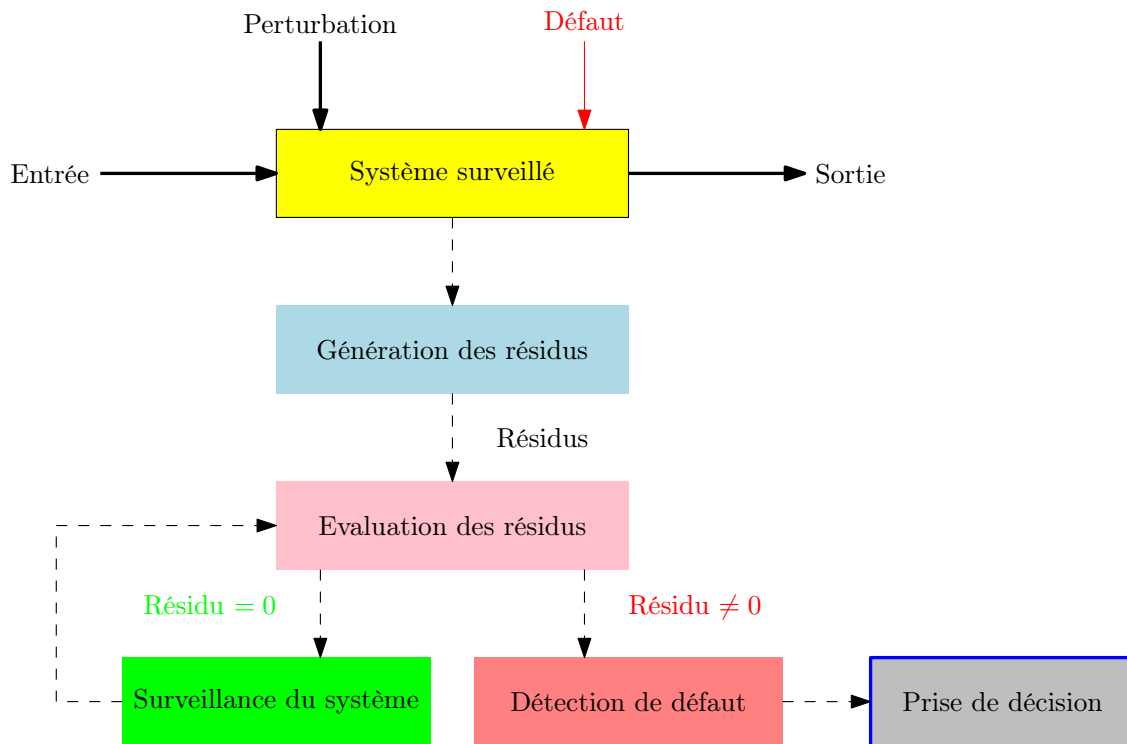 Perturbation
Défaut
Entrée
Système surveillé
Sortie
Génération des résidus
Résidus
Evaluation des résidus
Résidu = 0
Résidu ≠ 0
Surveillance du système
Détection de défaut
Prise de décision